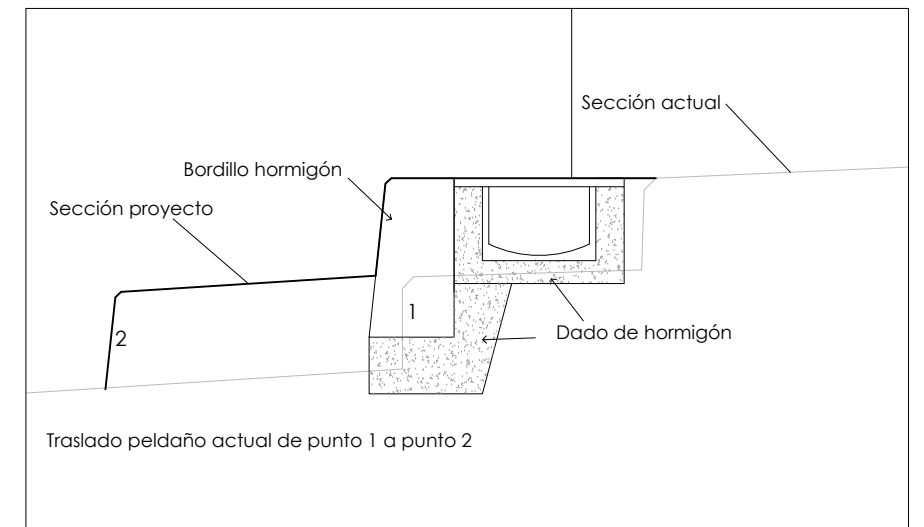 Sección actual
Bordillo hormigón
Sección proyecto
1
2
Dado de hormigón
Traslado peldaño actual de punto 1 a punto 2